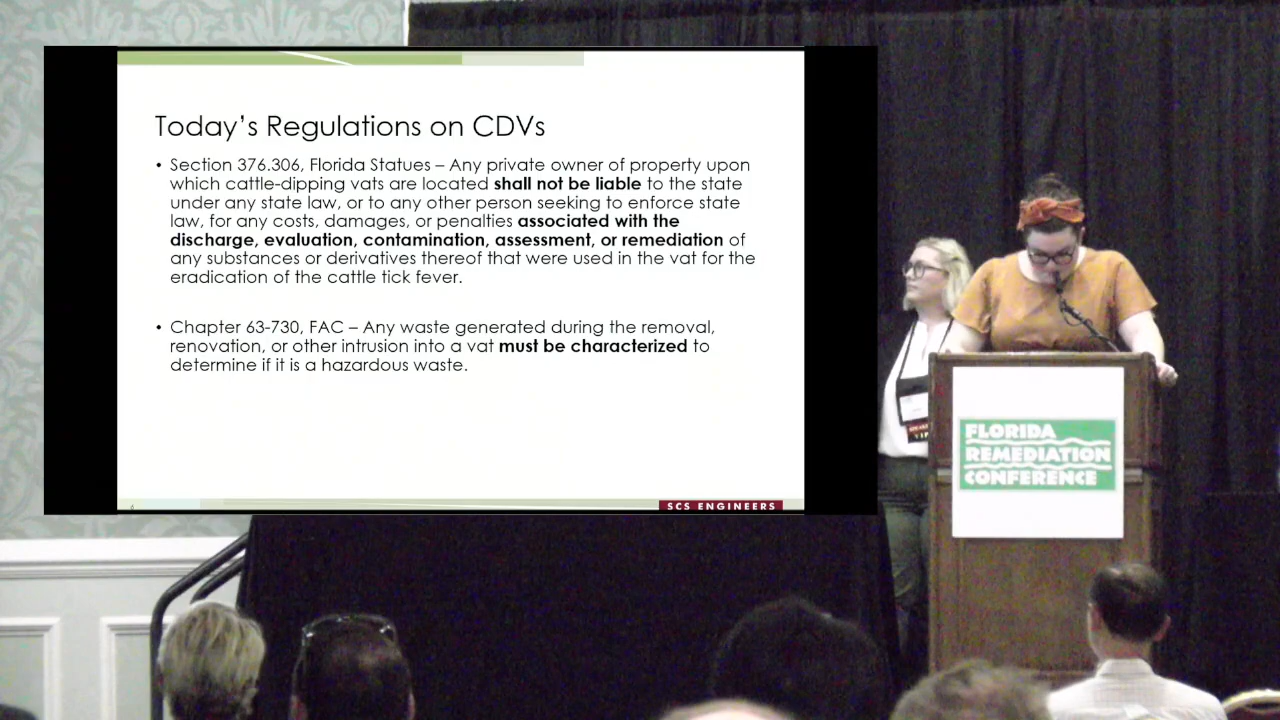 Today's Regulations on CDVs
• Section 376.306, Florida Statues – Any private owner of property upon
which cattle-dipping vats are located shall not be liable to the state
under any state law, or to any other person seeking to enforce state
law, for any costs, damages, or penalties associated with the
discharge, evaluation, contamination, assessment, or remediation of
any substances or derivatives thereof that were used in the vat for the
eradication of the cattle tick fever.
• Chapter 63-730, FAC – Any waste generated during the removal,
renovation, or other intrusion into a vat must be characterized to
determine if it is a hazardous waste.
6
SCS ENGINEERS
FLORIDA
REMEDIATION
CONFERENCE